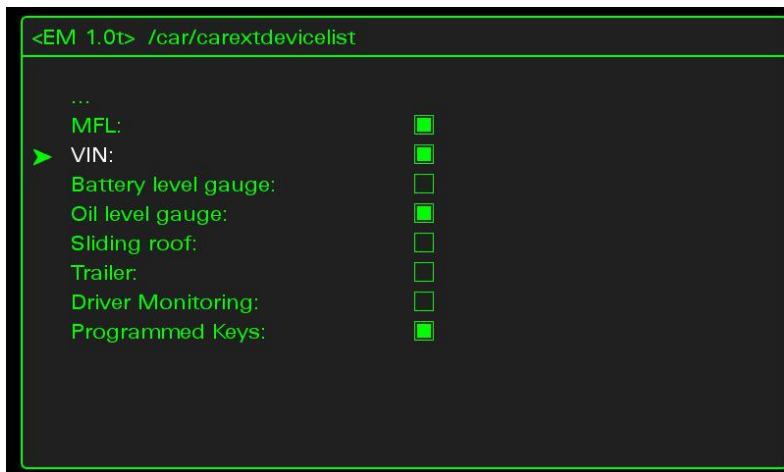 <EM 1.0t> /car/carextdevicelist
...
MFL:
VIN:
Battery level gauge:
Oil level gauge:
Sliding roof:
Trailer:
Driver Monitoring:
Programmed Keys: